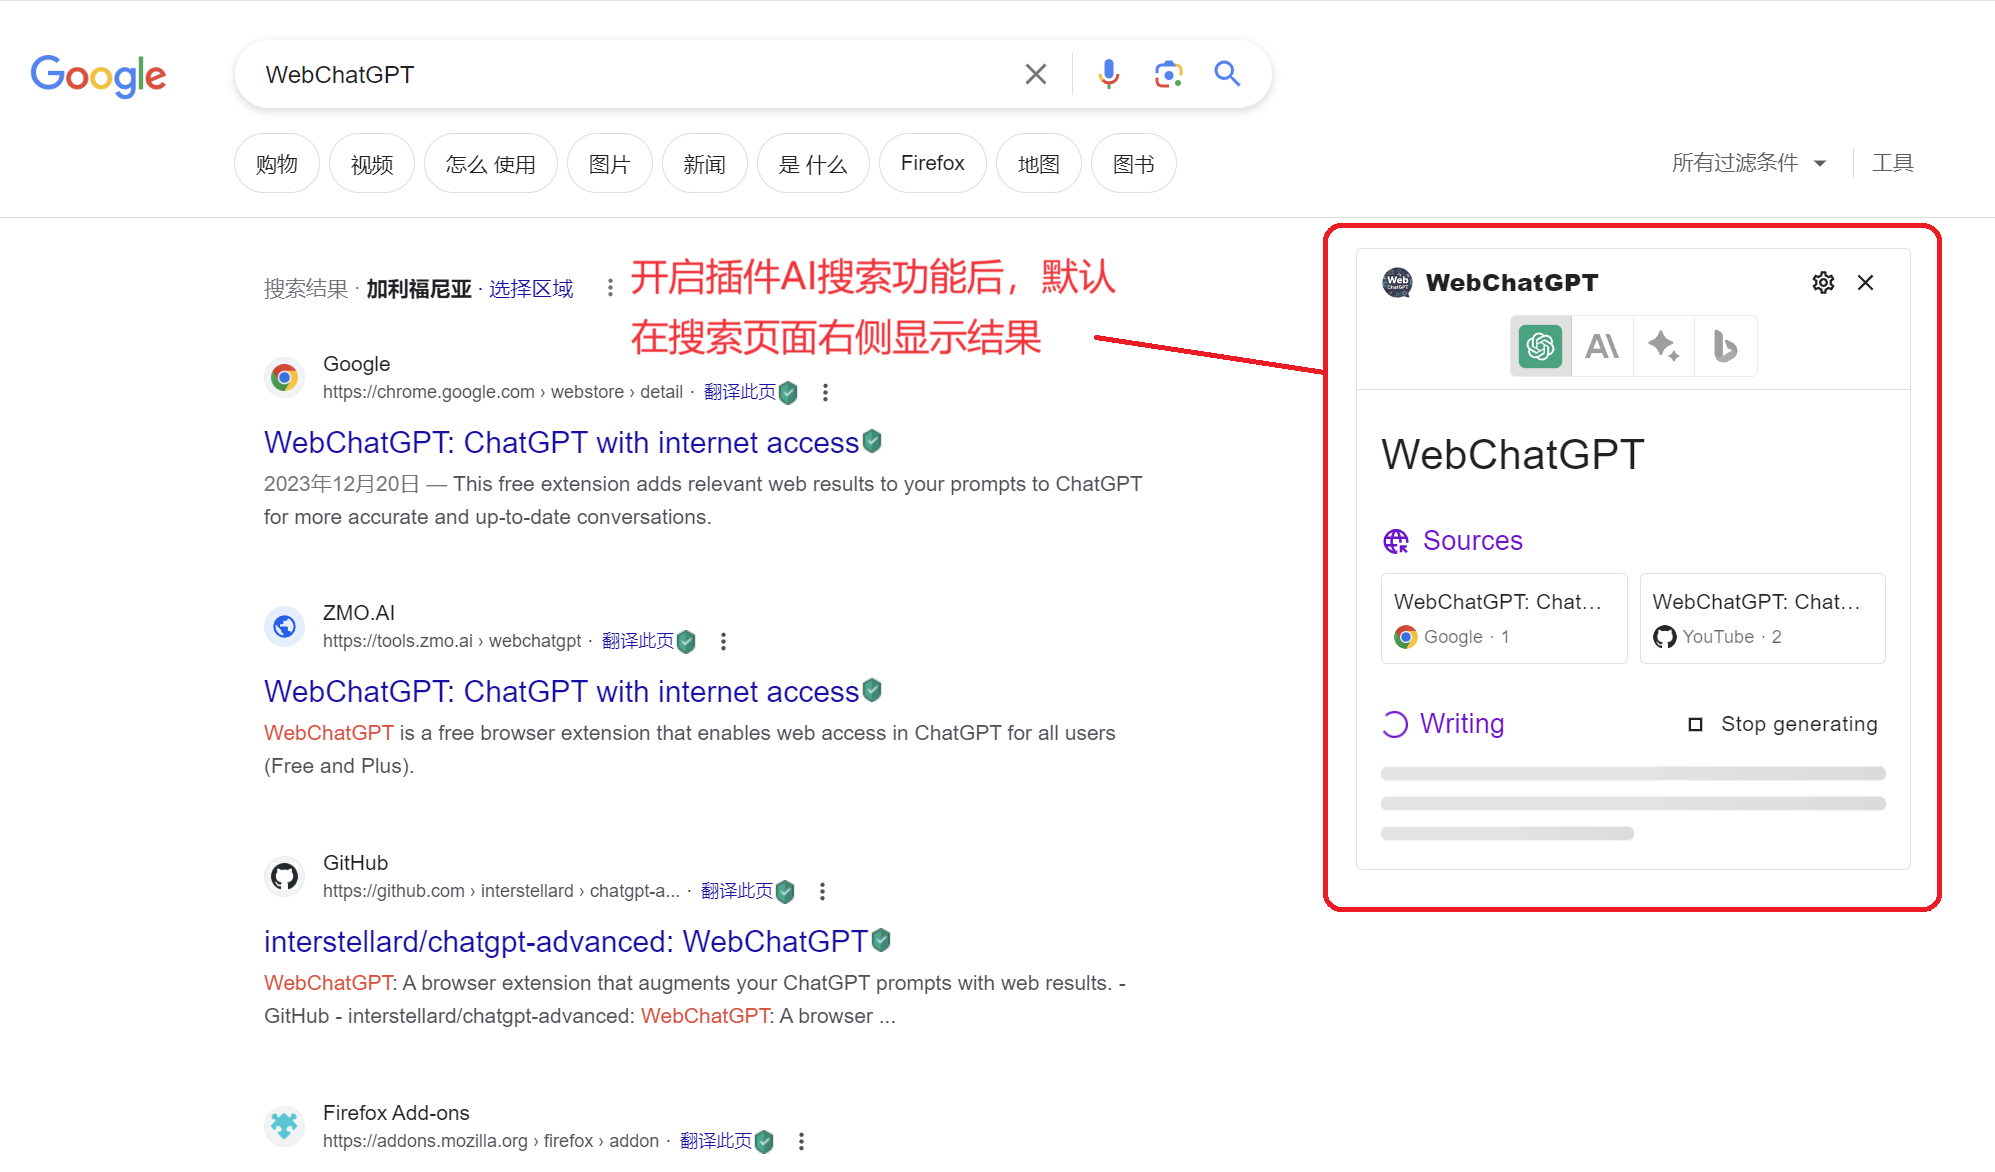 Google
WebChatGPT
购物
视频
怎么 使用
图片
新闻
是 什么
Firefox
地图
图书
所有过滤条件
工具
搜索结果 · 加利福尼亚 · 选择区域
开启插件AI搜索功能后，默认
在搜索页面右侧显示结果
Google
https://chrome.google.com › webstore › detail · 翻译此页
WebChatGPT: ChatGPT with internet access
2023年12月20日 — This free extension adds relevant web results to your prompts to ChatGPT
for more accurate and up-to-date conversations.
ZMO.AI
https://tools.zmo.ai › webchatgpt · 翻译此页
WebChatGPT: ChatGPT with internet access
WebChatGPT is a free browser extension that enables web access in ChatGPT for all users
(Free and Plus).
GitHub
https://github.com › interstellard › chatgpt-a... · 翻译此页
interstellard/chatgpt-advanced: WebChatGPT
WebChatGPT: A browser extension that augments your ChatGPT prompts with web results. -
GitHub - interstellard/chatgpt-advanced: WebChatGPT: A browser ...
Firefox Add-ons
https://addons.mozilla.org › firefox › addon · 翻译此页
Web
ChatGPT
WebChatGPT
WebChatGPT
Sources
WebChatGPT: Chat...
Google · 1
WebChatGPT: Chat...
YouTube · 2
Writing
Stop generating